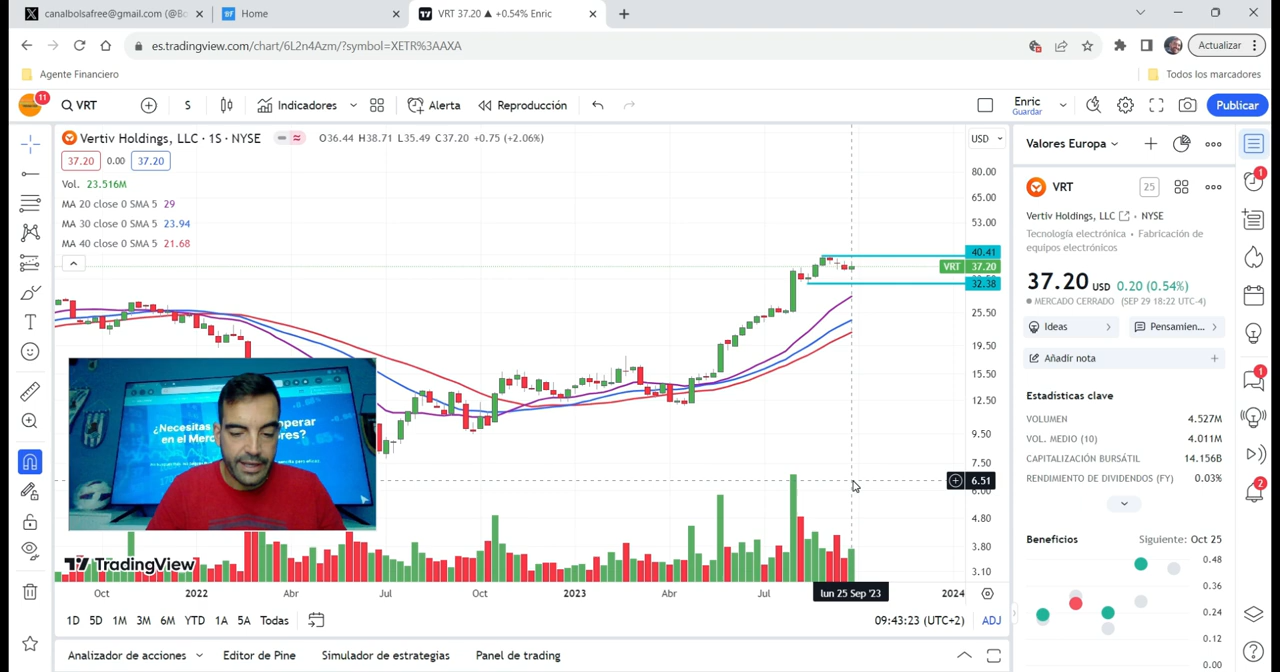 canalbolsafree@gmail.com (@Bo
Home
VRT 37.20 ▲ +0.54% Enric
es.tradingview.com/chart/6L2n4Azm/?symbol=XETR%3AAXA
Actualizar
Agente Financiero
Todos los marcadores
11
VRT
S
Indicadores
Alerta
Reproducción
Enric
Guardar
Publicar
Vertiv Holdings, LLC · 1S · NYSE
O36.44 H38.71 L35.49 C37.20 +0.75 (+2.06%)
37.20 0.00 37.20
Vol. 23.516M
MA 20 close 0 SMA 5 29
MA 30 close 0 SMA 5 23.94
MA 40 close 0 SMA 5 21.68
USD
80.00
65.00
53.00
40.41
VRT 37.20
32.38
25.50
19.50
15.50
12.50
9.50
7.50
6.51
6.00
4.80
3.80
3.10
¿Necesitas
operar
en el Mer
ores?
TradingView
Oct
2022
Abr
Jul
Oct
2023
Abr
Jul
lun 25 Sep '23
2024
1D 5D 1M 3M 6M YTD 1A 5A Todas
09:43:23 (UTC+2)
ADJ
Analizador de acciones
Editor de Pine
Simulador de estrategias
Panel de trading
Valores Europa
VRT
25
Vertiv Holdings, LLC · NYSE
Tecnología electrónica · Fabricación de
equipos electrónicos
37.20 USD 0.20 (0.54%)
MERCADO CERRADO (SEP 29 18:22 UTC-4)
Ideas
Pensamien...
Añadir nota
Estadísticas clave
VOLUMEN 4.527M
VOL. MEDIO (10) 4.011M
CAPITALIZACIÓN BURSÁTIL 14.156B
RENDIMIENTO DE DIVIDENDOS (FY) 0.03%
Beneficios
Siguiente: Oct 25
0.48
0.36
0.24
0.12
0.00
1
1
2